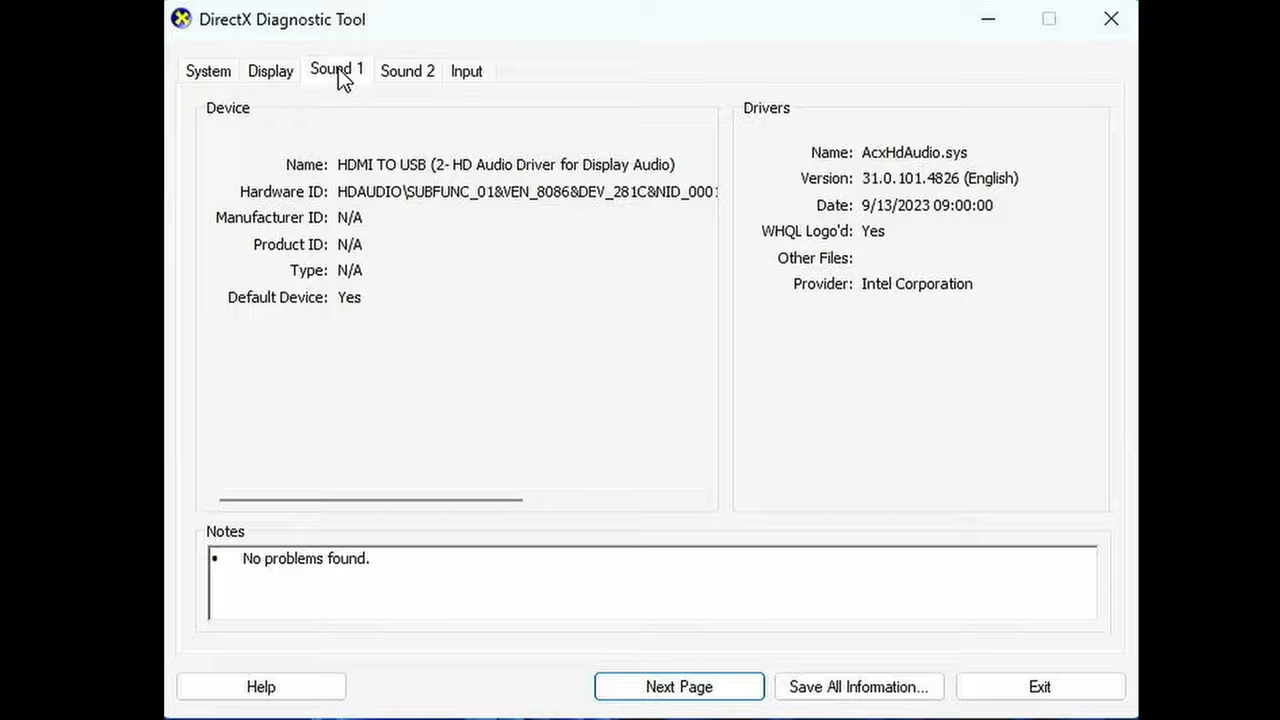 DirectX Diagnostic Tool
System
Display
Sound 1
Sound 2
Input
Device
Name: HDMI TO USB (2- HD Audio Driver for Display Audio)
Hardware ID: HDAUDIO\SUBFUNC_01&VEN_8086&DEV_281C&NID_0001
Manufacturer ID: N/A
Product ID: N/A
Type: N/A
Default Device: Yes
Drivers
Name: AcxHdAudio.sys
Version: 31.0.101.4826 (English)
Date: 9/13/2023 09:00:00
WHQL Logo'd: Yes
Other Files:
Provider: Intel Corporation
Notes
• No problems found.
Help
Next Page
Save All Information...
Exit